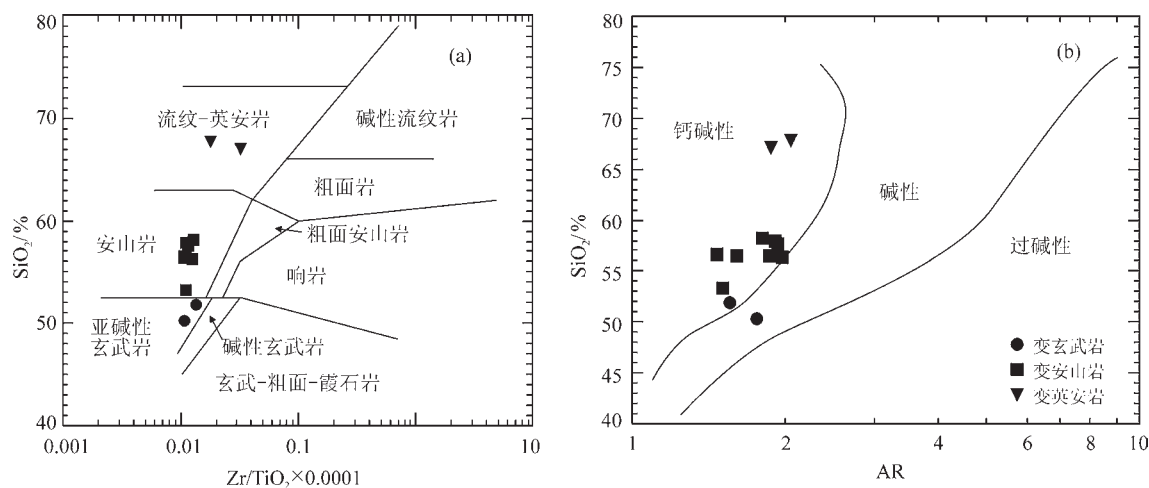 80
70
60
50
40
SiO₂/%
(a)
流纹-英安岩
碱性流纹岩
粗面岩
安山岩
粗面安山岩
响岩
亚碱性
玄武岩
碱性玄武岩
玄武-粗面-霞石岩
0.001
0.01
0.1
1
10
Zr/TiO₂×0.0001
80
75
70
65
60
55
50
45
40
SiO₂/%
(b)
钙碱性
碱性
过碱性
变玄武岩
变安山岩
变英安岩
1
2
4
6
8
10
AR